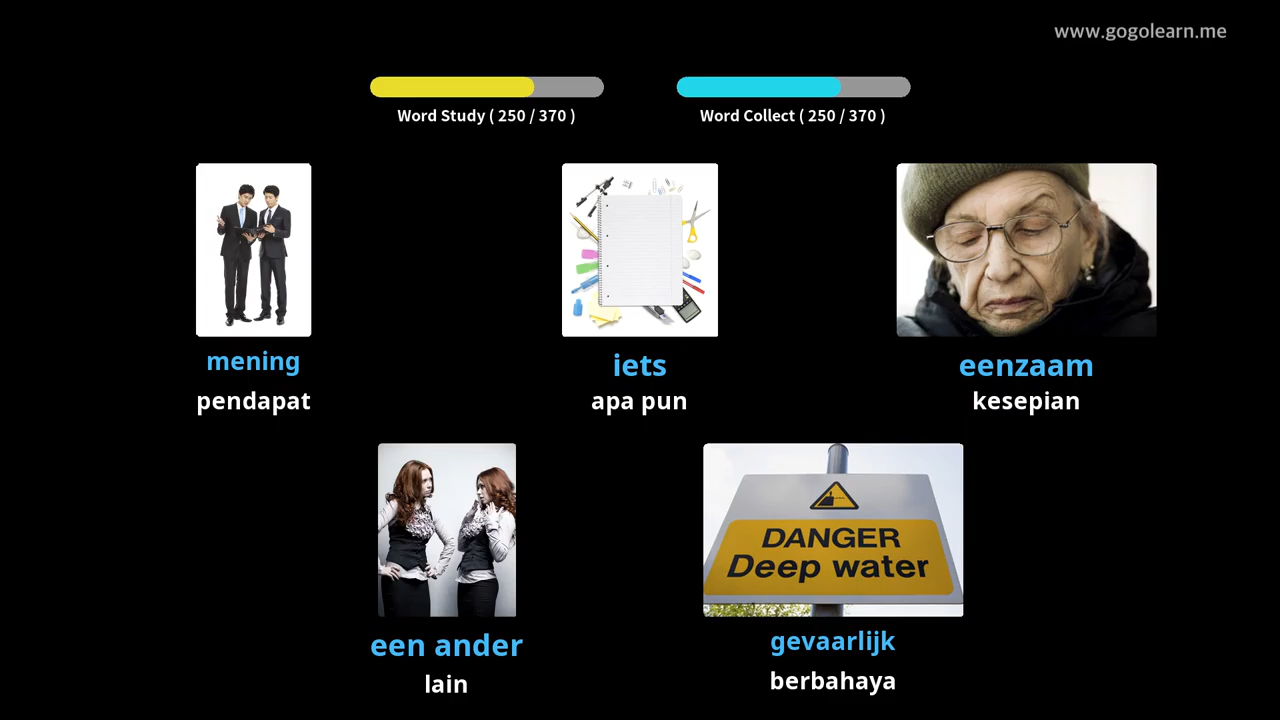 www.gogolearn.me
Word Study ( 250 / 370 )
Word Collect ( 250 / 370 )
mening
pendapat
iets
apa pun
eenzaam
kesepian
DANGER
Deep water
een ander
lain
gevaarlijk
berbahaya